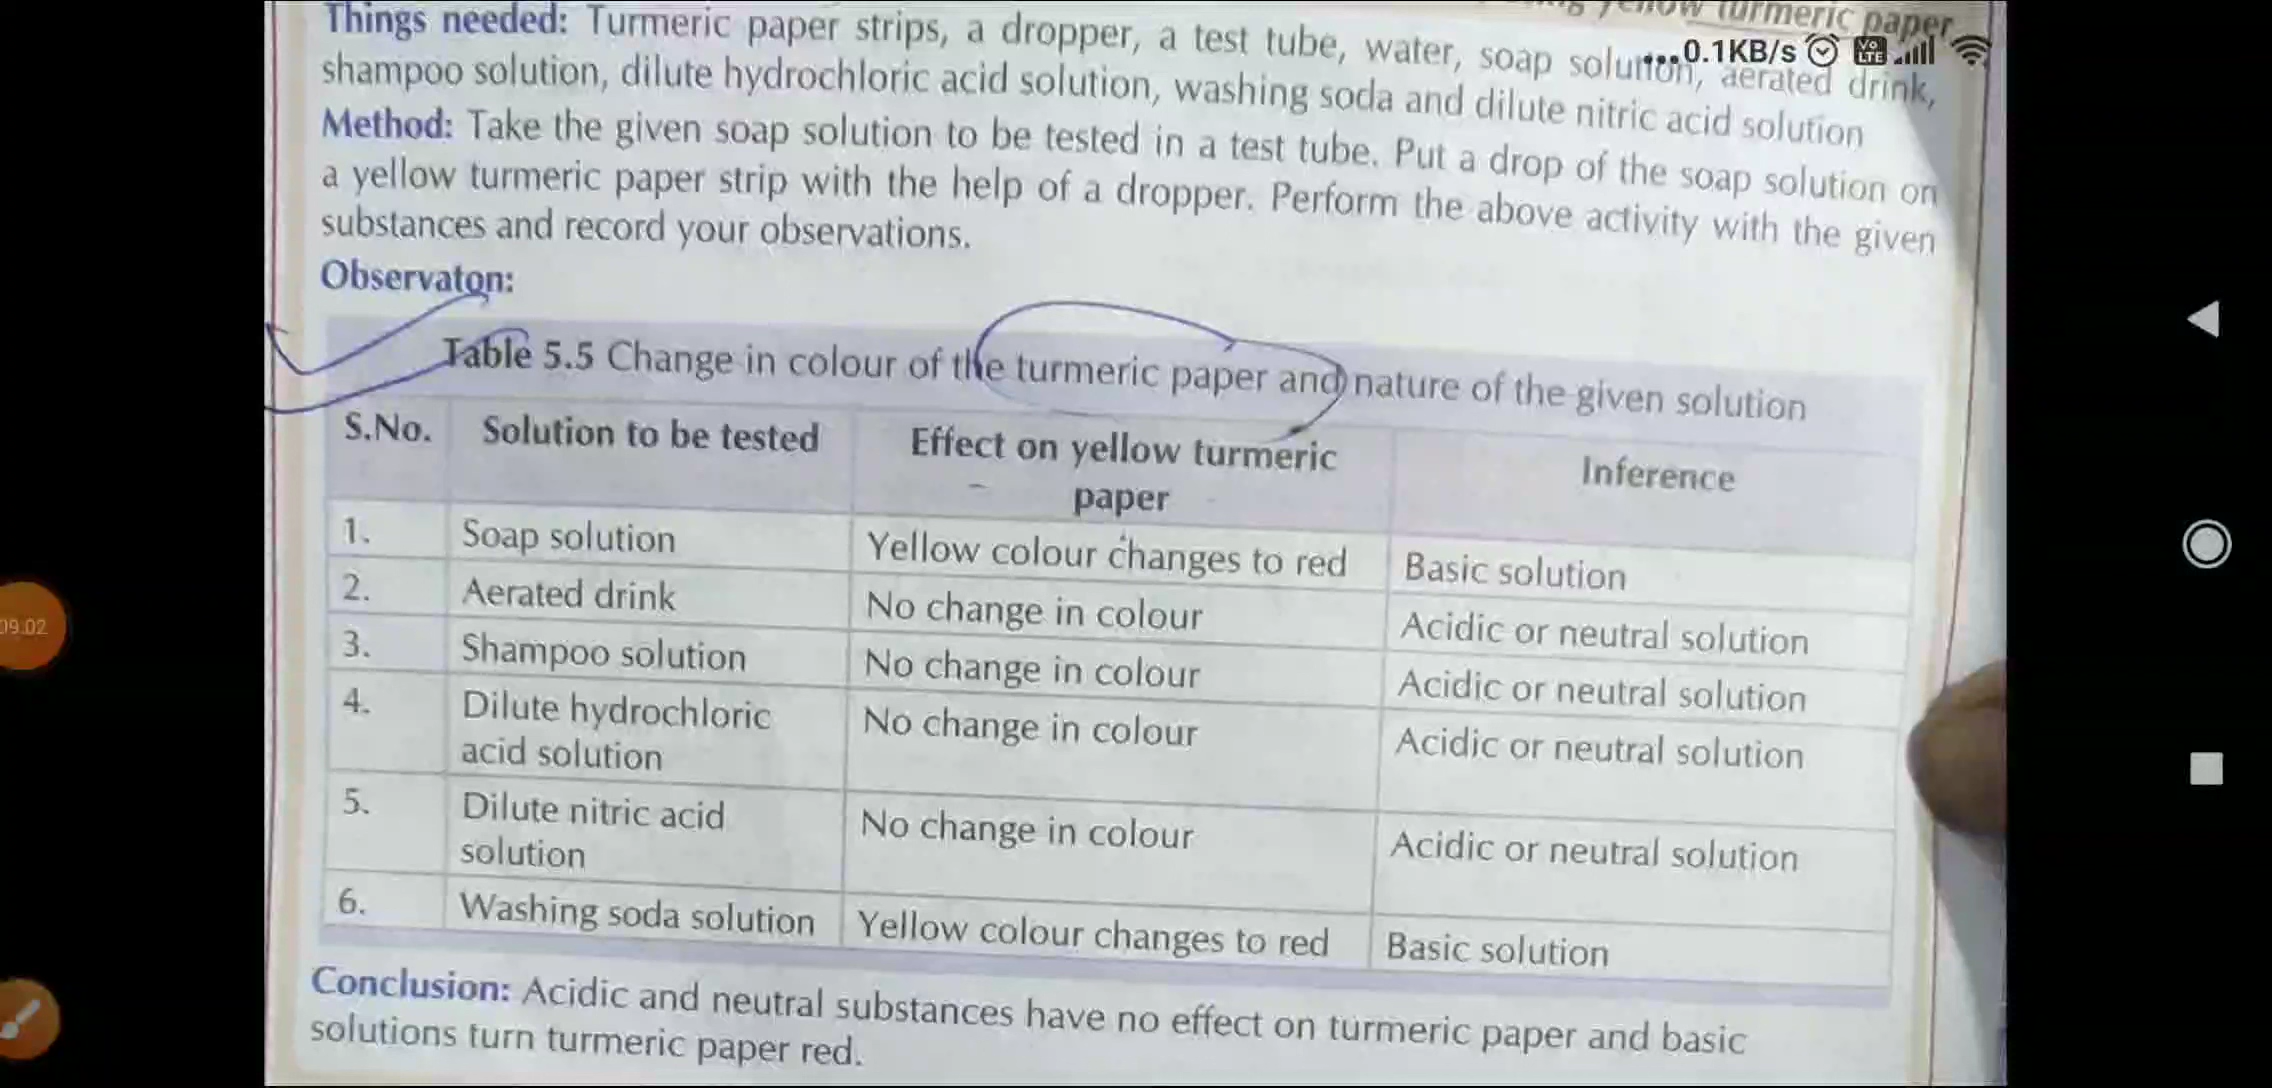 yellow turmeric paper
Things needed: Turmeric paper strips, a dropper, a test tube, water, soap solution, aerated drink,
...0.1KB/s Vo LTE
shampoo solution, dilute hydrochloric acid solution, washing soda and dilute nitric acid solution
Method: Take the given soap solution to be tested in a test tube. Put a drop of the soap solution on
a yellow turmeric paper strip with the help of a dropper. Perform the above activity with the given
substances and record your observations.
Observaton:
Table 5.5 Change in colour of the turmeric paper and nature of the given solution
S.No. Solution to be tested Effect on yellow turmeric paper Inference
1. Soap solution Yellow colour changes to red Basic solution
2. Aerated drink No change in colour Acidic or neutral solution
3. Shampoo solution No change in colour Acidic or neutral solution
4. Dilute hydrochloric acid solution No change in colour Acidic or neutral solution
5. Dilute nitric acid solution No change in colour Acidic or neutral solution
6. Washing soda solution Yellow colour changes to red Basic solution
Conclusion: Acidic and neutral substances have no effect on turmeric paper and basic
solutions turn turmeric paper red.
09:02